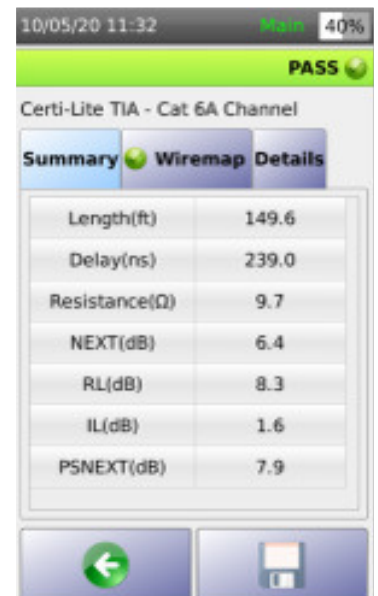 10/05/20 11:32 Main 40%
PASS
Certi-Lite TIA - Cat 6A Channel
Summary Wiremap Details
Length(ft) 149.6
Delay(ns) 239.0
Resistance(Ω) 9.7
NEXT(dB) 6.4
RL(dB) 8.3
IL(dB) 1.6
PSNEXT(dB) 7.9